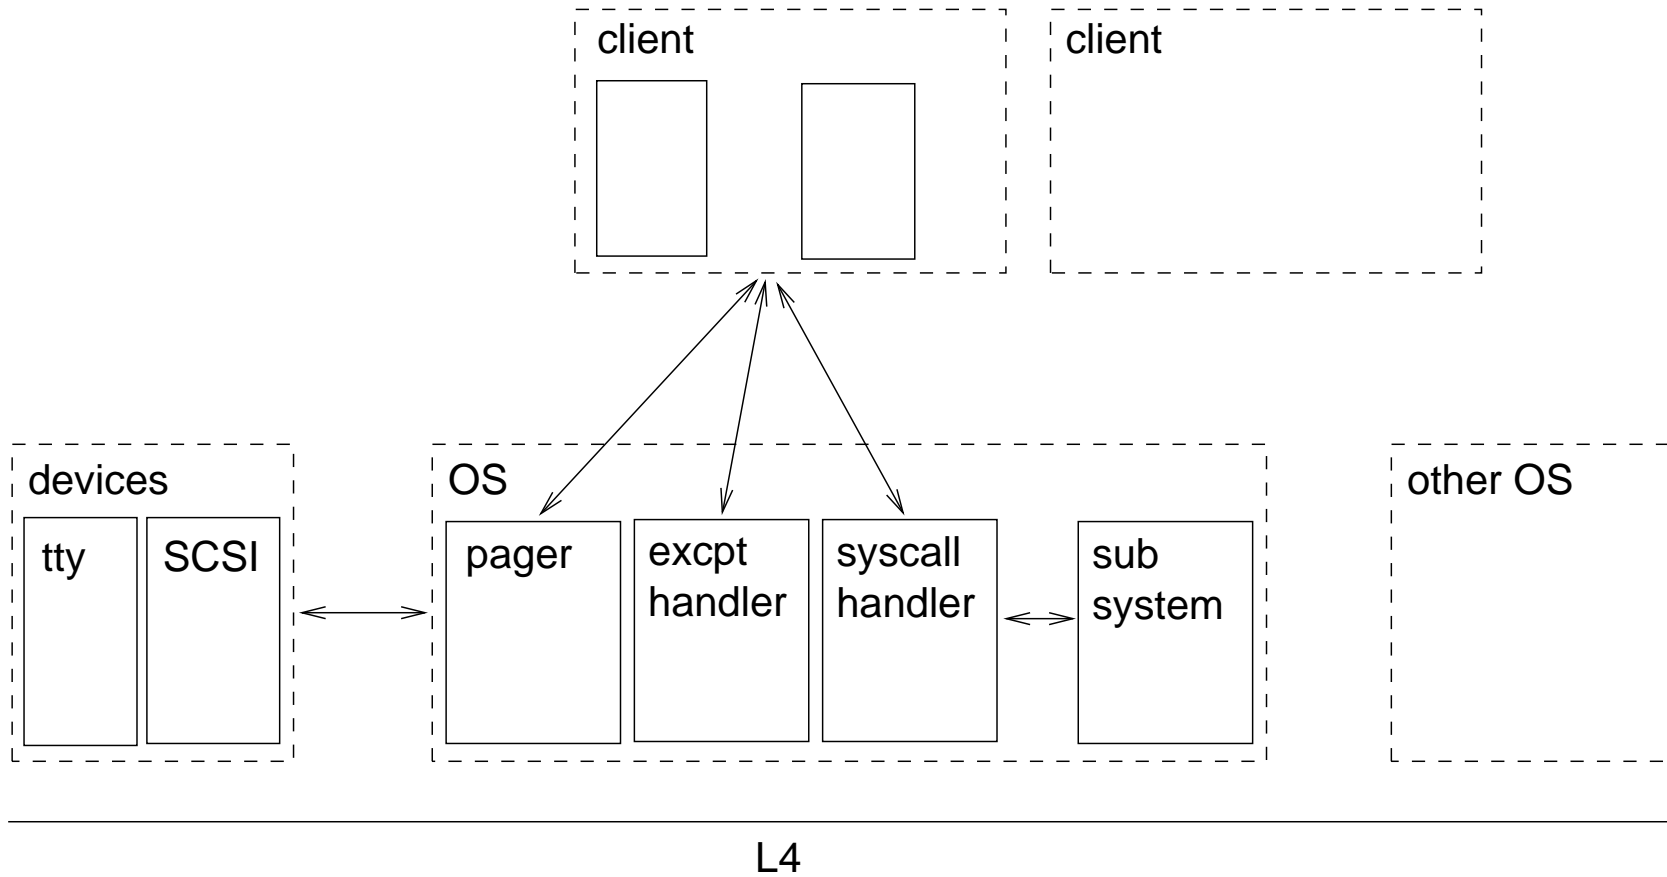 client
client
devices
OS
other OS
tty
SCSI
pager
excpt
handler
syscall
handler
sub
system
L4